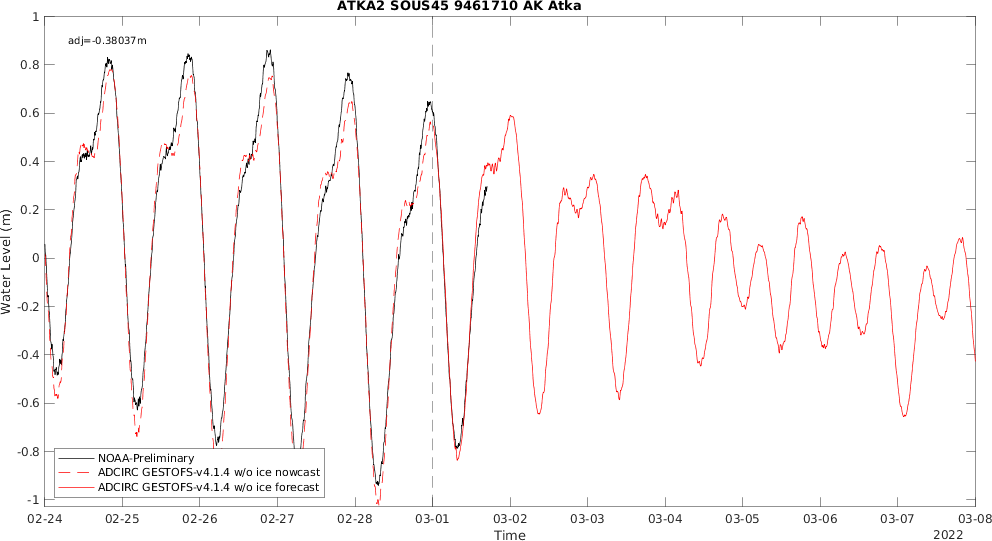 ATKA2 SOUS45 9461710 AK Atka
adj=-0.38037m
1
0.8
0.6
0.4
0.2
0
-0.2
-0.4
-0.6
-0.8
-1
Water Level (m)
NOAA-Preliminary
ADCIRC GESTOFS-v4.1.4 w/o ice nowcast
ADCIRC GESTOFS-v4.1.4 w/o ice forecast
02-24 02-25 02-26 02-27 02-28 03-01 03-02 03-03 03-04 03-05 03-06 03-07 03-08
Time
2022